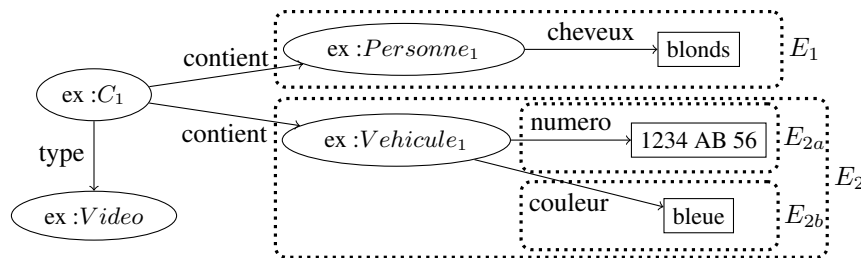 contient
ex :Personne₁
cheveux
blonds
E₁
ex :C₁
contient
ex :Vehicule₁
numero
1234 AB 56
E₂ₐ
type
E₂
ex :Video
couleur
bleue
E₂b